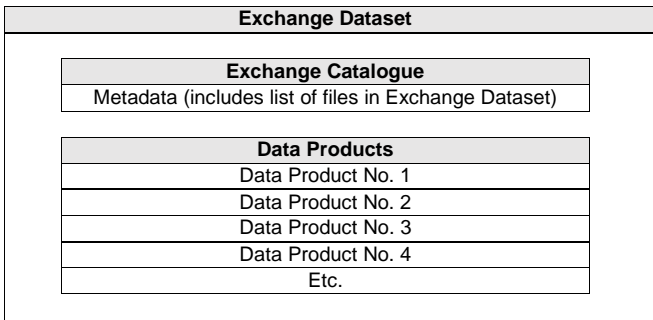 Exchange Dataset
Exchange Catalogue
Metadata (includes list of files in Exchange Dataset)
Data Products
Data Product No. 1
Data Product No. 2
Data Product No. 3
Data Product No. 4
Etc.